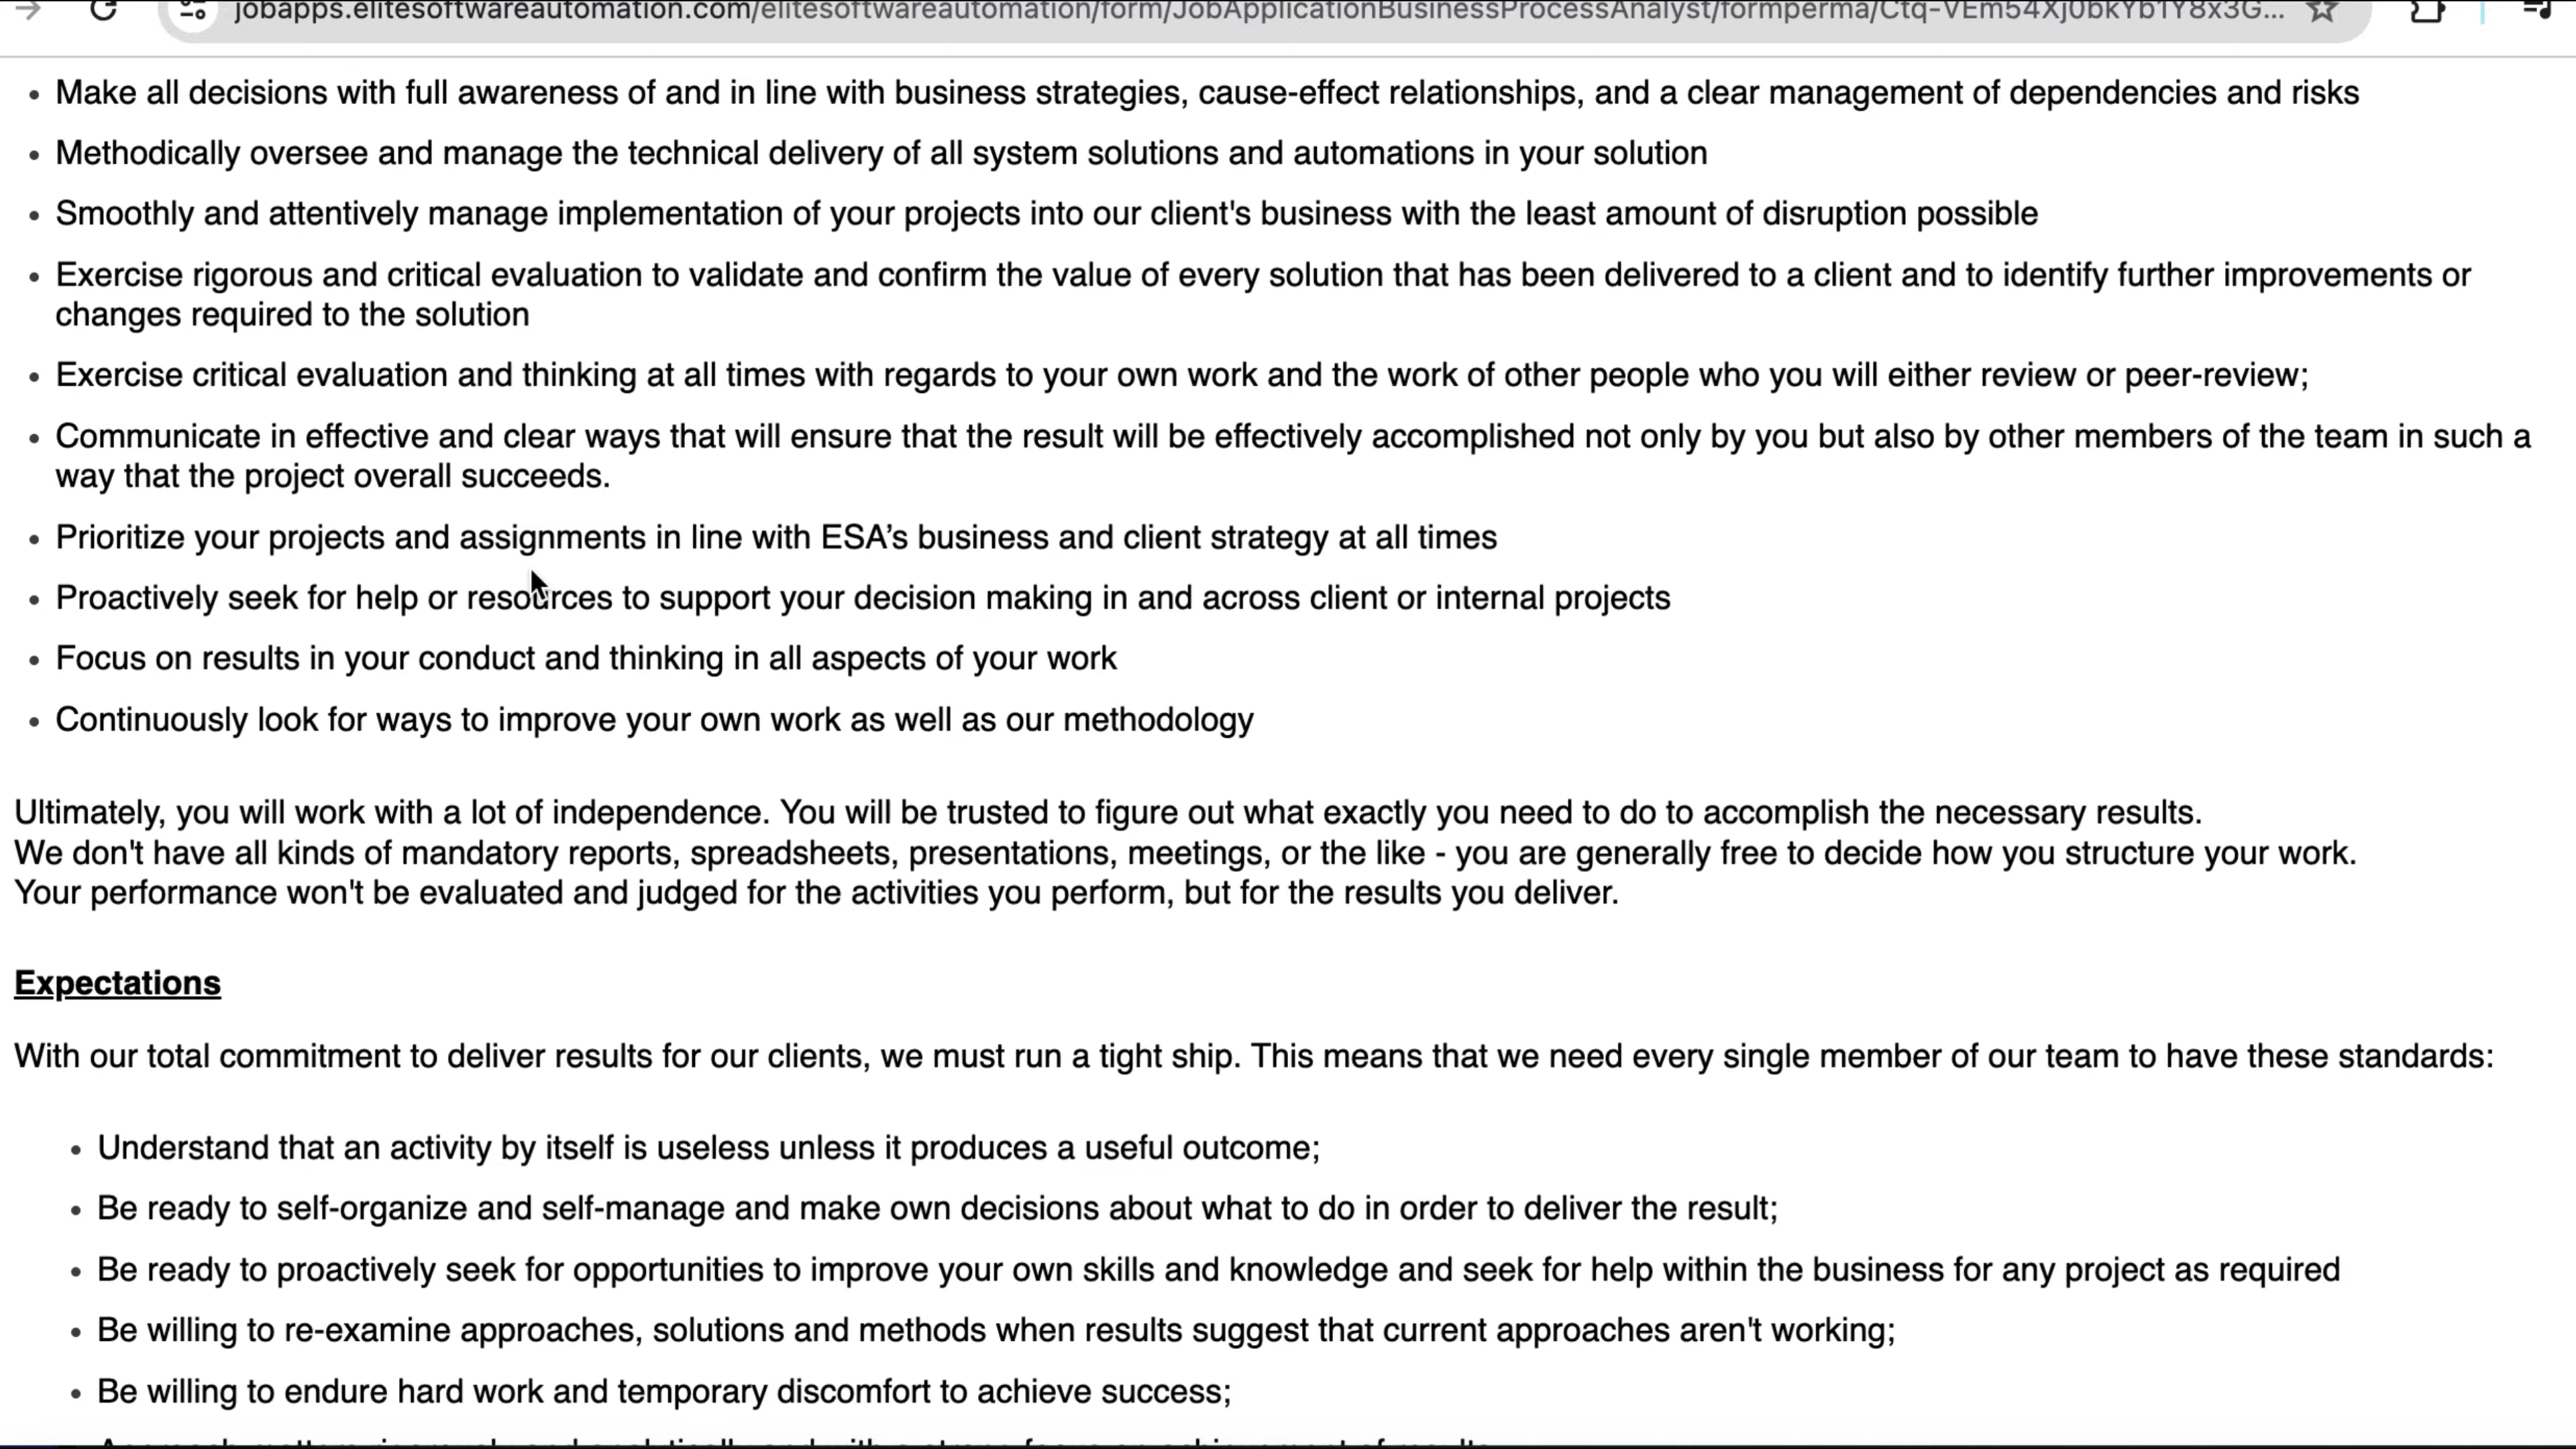 jobapps.elitesoftwareautomation.com/elitesoftwareautomation/form/JobApplicationBusinessProcessAnalyst/formperma/
• Make all decisions with full awareness of and in line with business strategies, cause-effect relationships, and a clear management of dependencies and risks
• Methodically oversee and manage the technical delivery of all system solutions and automations in your solution
• Smoothly and attentively manage implementation of your projects into our client's business with the least amount of disruption possible
• Exercise rigorous and critical evaluation to validate and confirm the value of every solution that has been delivered to a client and to identify further improvements or
changes required to the solution
• Exercise critical evaluation and thinking at all times with regards to your own work and the work of other people who you will either review or peer-review;
• Communicate in effective and clear ways that will ensure that the result will be effectively accomplished not only by you but also by other members of the team in such a
way that the project overall succeeds.
• Prioritize your projects and assignments in line with ESA’s business and client strategy at all times
• Proactively seek for help or resources to support your decision making in and across client or internal projects
• Focus on results in your conduct and thinking in all aspects of your work
• Continuously look for ways to improve your own work as well as our methodology
Ultimately, you will work with a lot of independence. You will be trusted to figure out what exactly you need to do to accomplish the necessary results.
We don't have all kinds of mandatory reports, spreadsheets, presentations, meetings, or the like - you are generally free to decide how you structure your work.
Your performance won't be evaluated and judged for the activities you perform, but for the results you deliver.
Expectations
With our total commitment to deliver results for our clients, we must run a tight ship. This means that we need every single member of our team to have these standards:
• Understand that an activity by itself is useless unless it produces a useful outcome;
• Be ready to self-organize and self-manage and make own decisions about what to do in order to deliver the result;
• Be ready to proactively seek for opportunities to improve your own skills and knowledge and seek for help within the business for any project as required
• Be willing to re-examine approaches, solutions and methods when results suggest that current approaches aren't working;
• Be willing to endure hard work and temporary discomfort to achieve success;